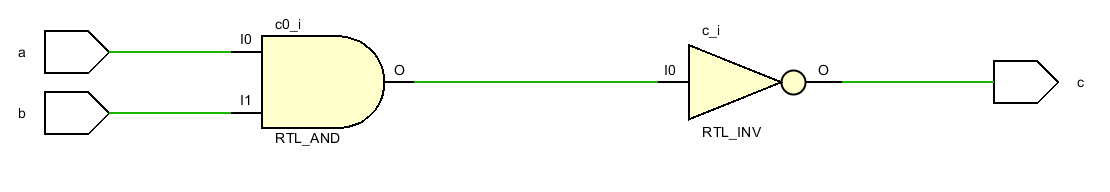 a
b
I0
I1
c0_i
O
RTL_AND
I0
c_i
O
RTL_INV
c